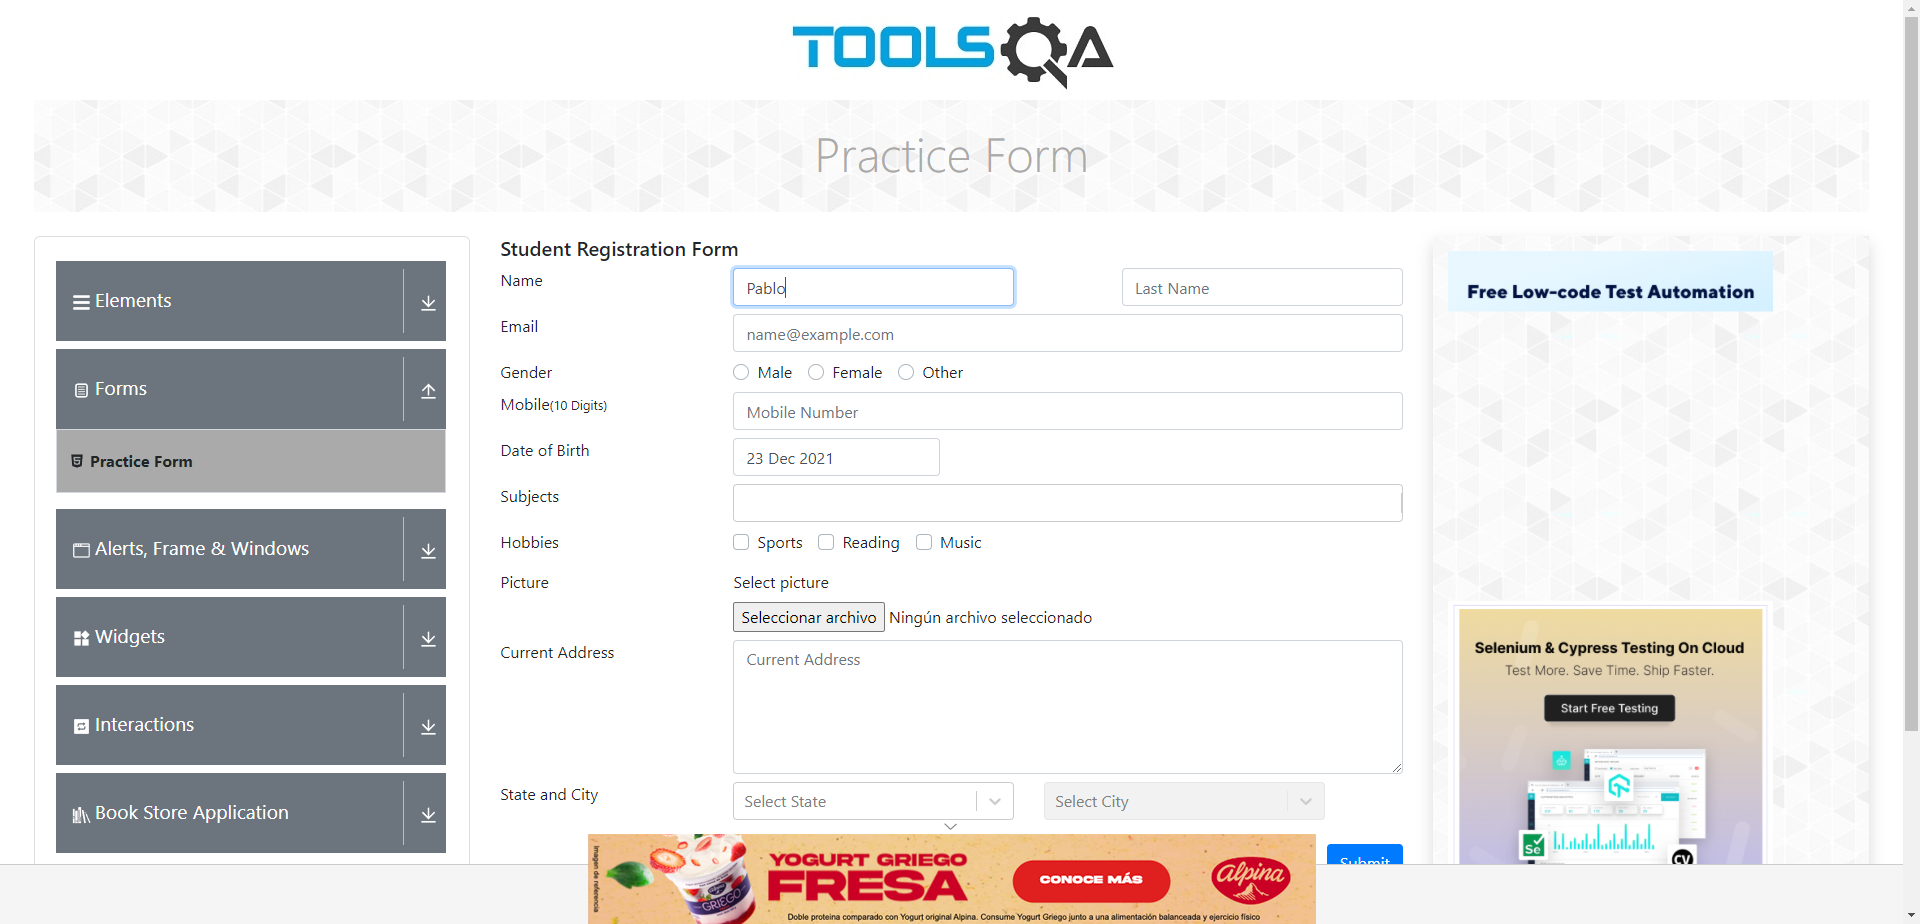 TOOLSQA
Practice Form
Elements
Forms
Practice Form
Alerts, Frame & Windows
Widgets
Interactions
Book Store Application
Student Registration Form
Name
Pablo
Last Name
Email
name@example.com
Gender
Male
Female
Other
Mobile(10 Digits)
Mobile Number
Date of Birth
23 Dec 2021
Subjects
Hobbies
Sports
Reading
Music
Picture
Select picture
Seleccionar archivo
Ningún archivo seleccionado
Current Address
Current Address
State and City
Select State
Select City
Submit
Free Low-code Test Automation
Selenium & Cypress Testing On Cloud
Test More. Save Time. Ship Faster.
Start Free Testing
Se
CY
Imagen de referencia
alpina
GRIEGO
YOGURT GRIEGO
FRESA
CONOCE MÁS
alpina
Doble proteina comparado con Yogurt original Alpina. Consume Yogurt Griego junto a una alimentación balanceada y ejercicio físico